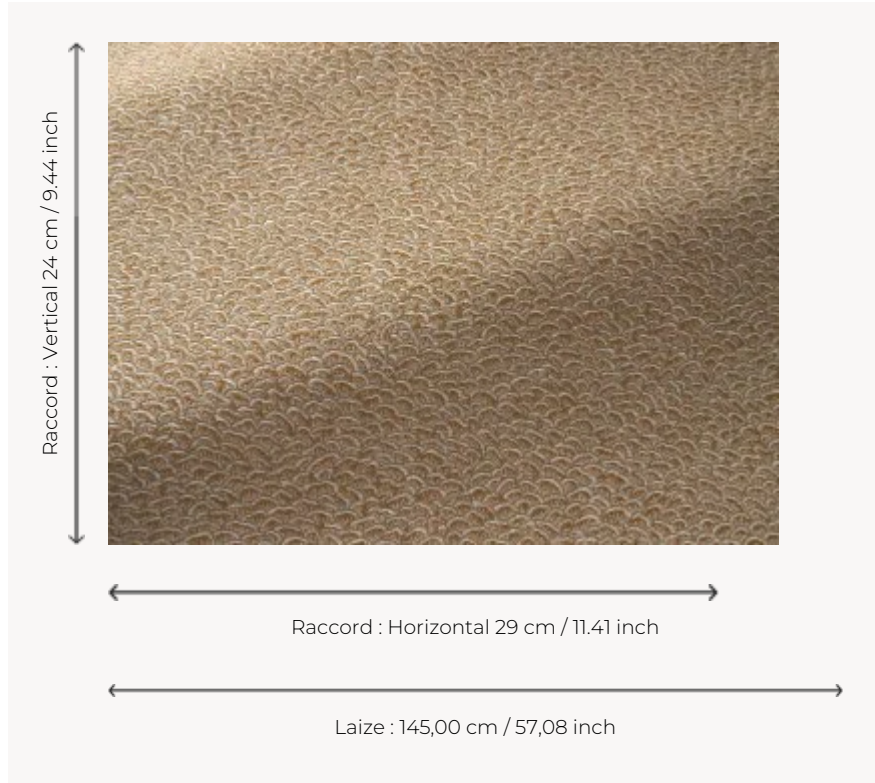 Raccord : Vertical 24 cm / 9.44 inch
Raccord : Horizontal 29 cm / 11.41 inch
Laize : 145,00 cm / 57,08 inch